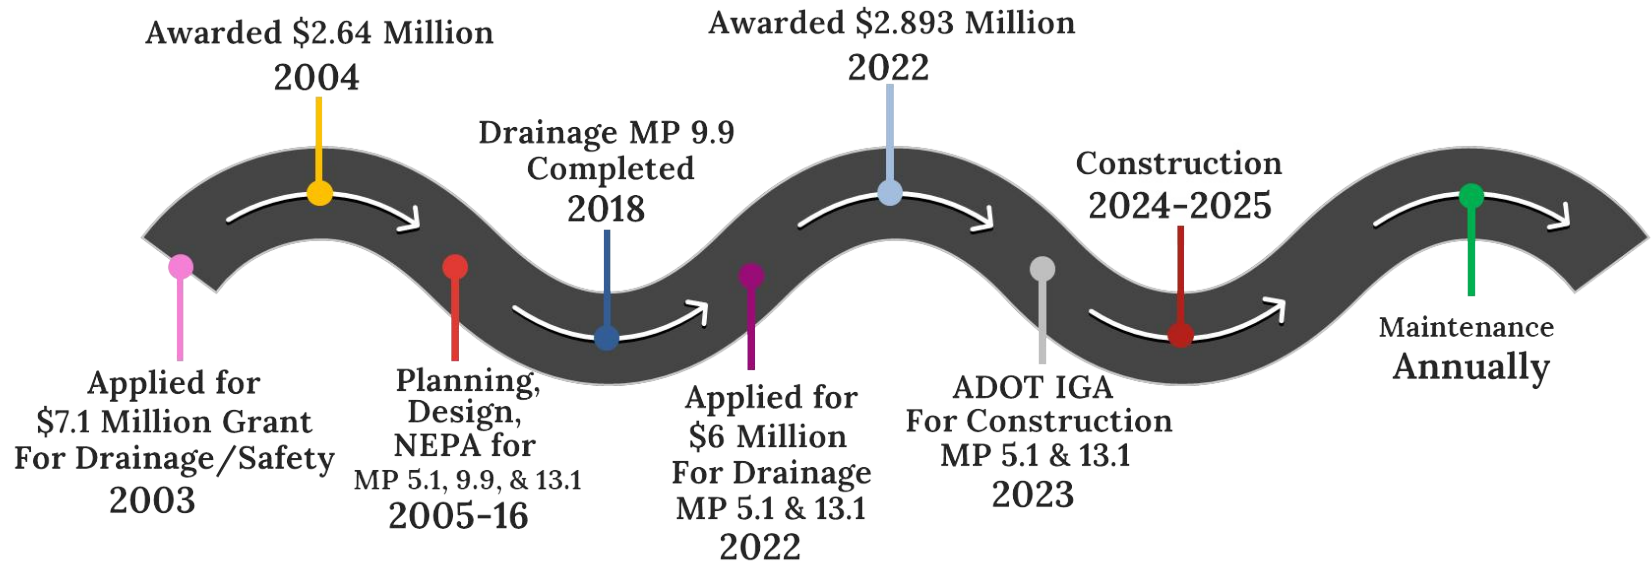 Applied for
$7.1 Million Grant
For Drainage/Safety
2003
Awarded $2.64 Million
2004
Planning,
Design,
NEPA for
MP 5.1, 9.9, & 13.1
2005-16
Drainage MP 9.9
Completed
2018
Applied for
$6 Million
For Drainage
MP 5.1 & 13.1
2022
Awarded $2.893 Million
2022
ADOT IGA
For Construction
MP 5.1 & 13.1
2023
Construction
2024-2025
Maintenance
Annually